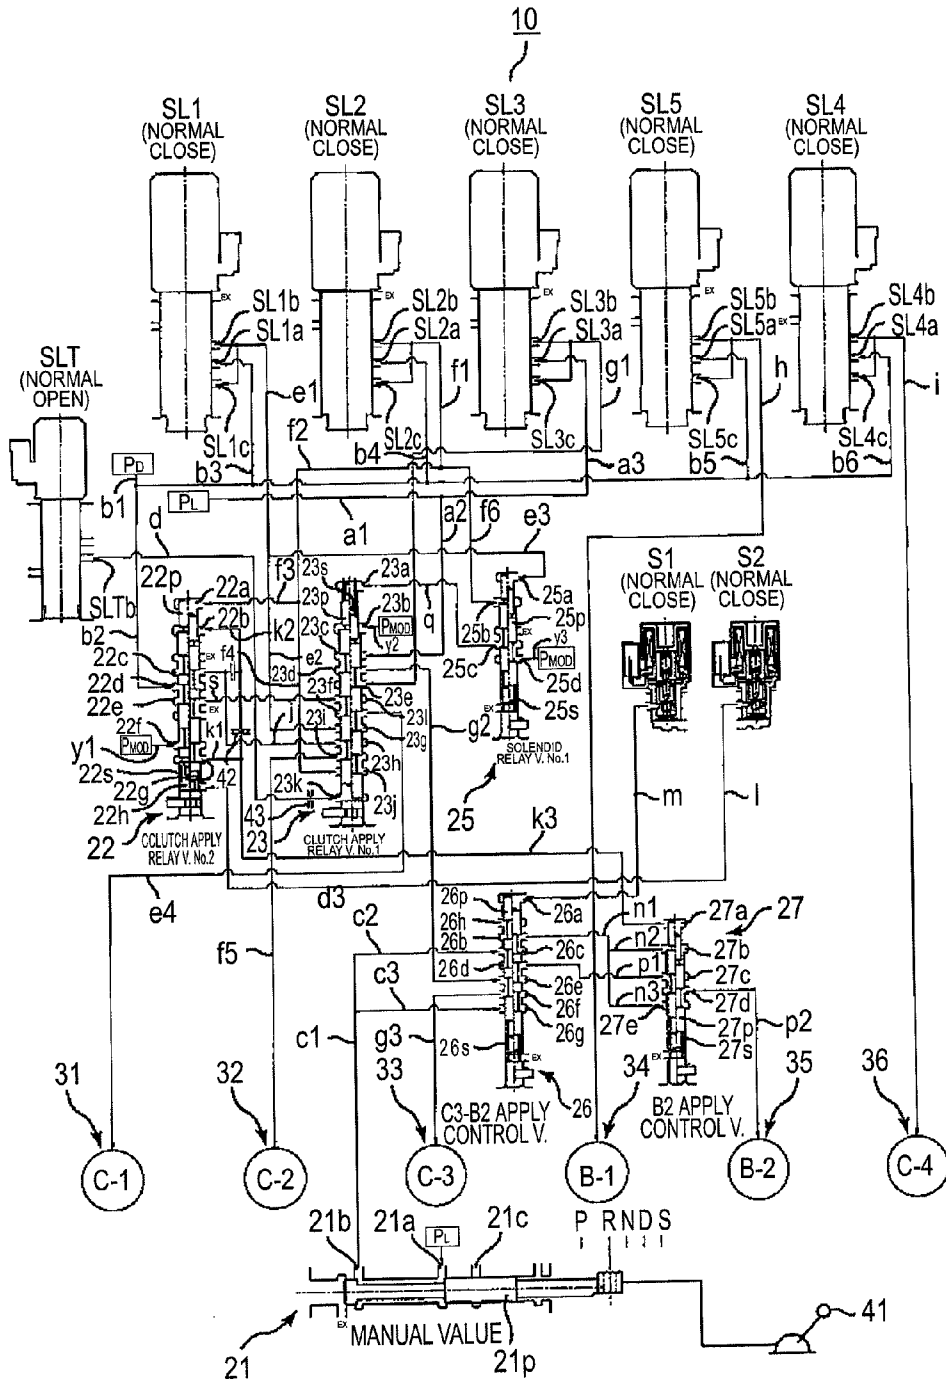 10
SL1 SL2 SL3 SL5 SL4
(NORMAL (NORMAL (NORMAL (NORMAL (NORMAL
CLOSE) CLOSE) CLOSE) CLOSE) CLOSE)
EX EX EX EX
SL1b SL2b SL3b SL5b SL4b
SL1a SL2a SL3a SL5a EX SL4a
SLT
(NORMAL
OPEN)
e1 f1 g1 h i
SL1c SL2c SL3c SL5c SL4c
PD b3 f2 b4 a3 b5 b6
b1 PL
a1 a2 f6 e3
d
S1 S2
(NORMAL (NORMAL
CLOSE) CLOSE)
22p 22a f3 23s 23a 25a
SLTb 22b 23p 23b q 25p
b2 k2 23c PMOD 25b y3
22c EX f4 e2 y2 25c PMOD
22d 23d 25d
22e s 23f 23e EX 25s
EX 23l
22f j 23i 23g g2
y1 PMOD k1 SOLENOID
RELAY V. No.1
22s 42 23h
22g 23k 23j 25 m l
22h 43
22 23 k3
CCLUTCH APPLY CLUTCH APPLY
RELAY V. No.2 RELAY V. No.1
e4 d3
26p 26a n1 27a 27
f5 c2 26h n2 27b
26b 26c p1
c3 26d 26e 27c
26f n3 27d
c1 g3 26g 27e 27p p2
26s EX EX 27s
31 32 33 26 34 35 36
C3-B2 APPLY B2 APPLY
CONTROL V. CONTROL V.
C-1 C-2 C-3 B-1 B-2 C-4
21b 21a 21c P R N D S
PL
EX MANUAL VALUE 41
21 21p